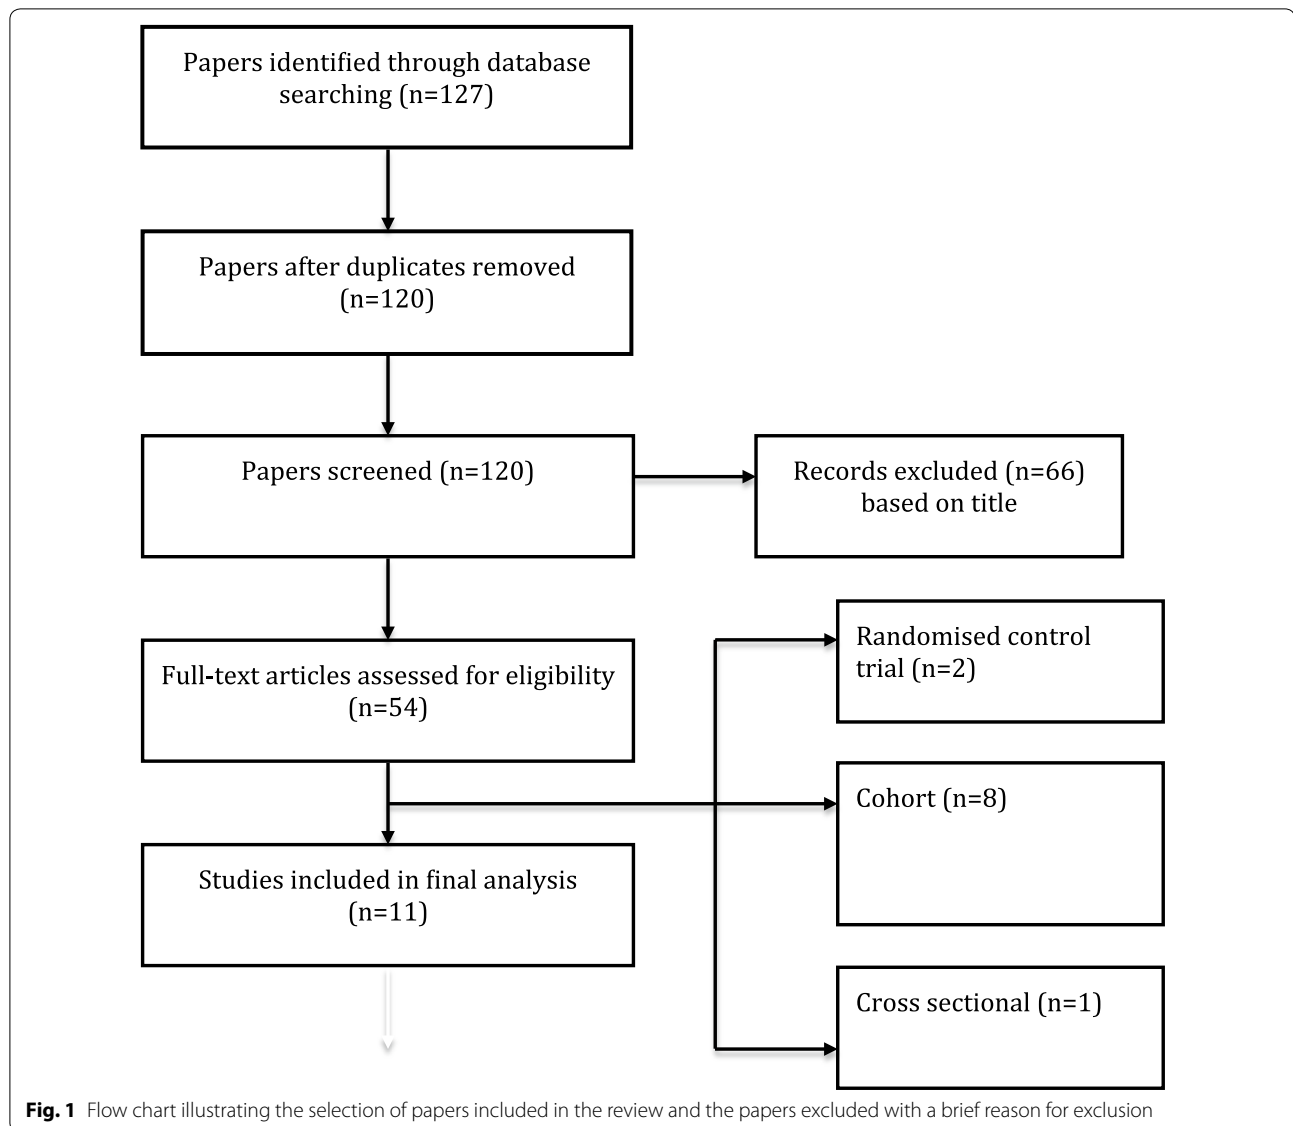 Papers identified through database
searching (n=127)
Papers after duplicates removed
(n=120)
Papers screened (n=120)
Records excluded (n=66)
based on title
Full-text articles assessed for eligibility
(n=54)
Randomised control
trial (n=2)
Cohort (n=8)
Studies included in final analysis
(n=11)
Cross sectional (n=1)
Fig. 1 Flow chart illustrating the selection of papers included in the review and the papers excluded with a brief reason for exclusion